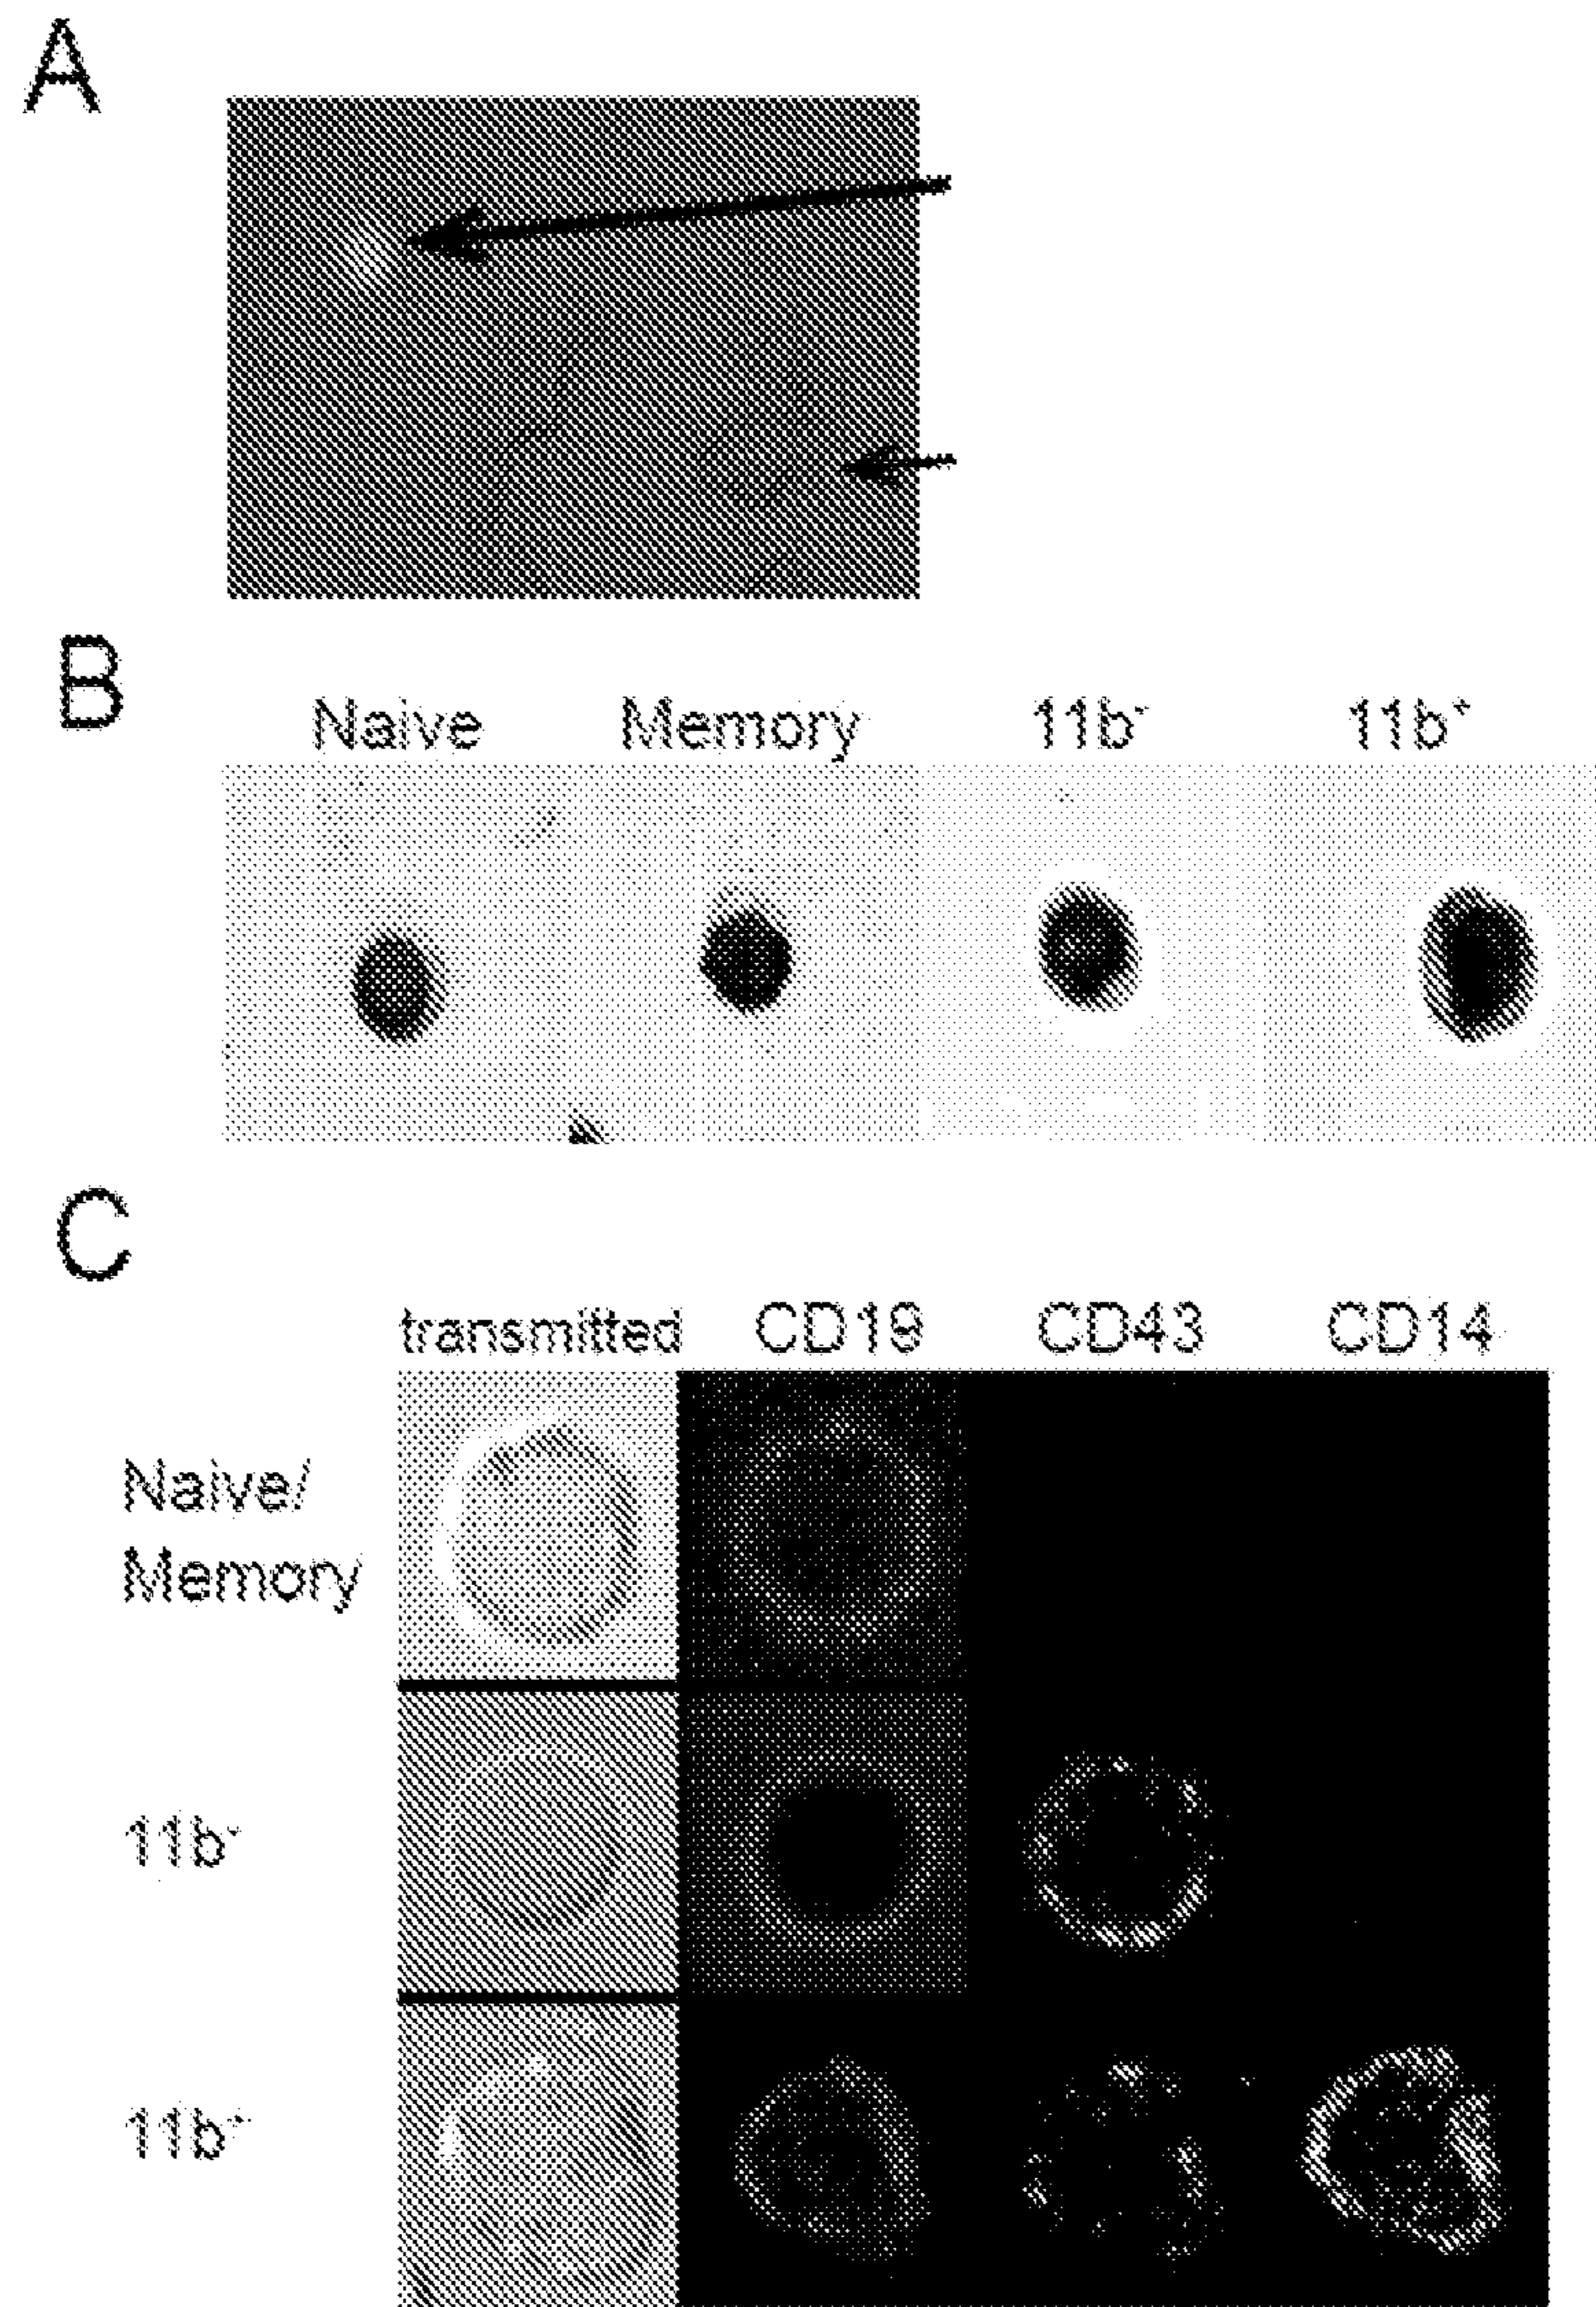 A
B
Naive Memory 11b⁻ 11b⁺
C
transmitted CD19 CD43 CD14
Naive/
Memory
11b⁻
11b⁺